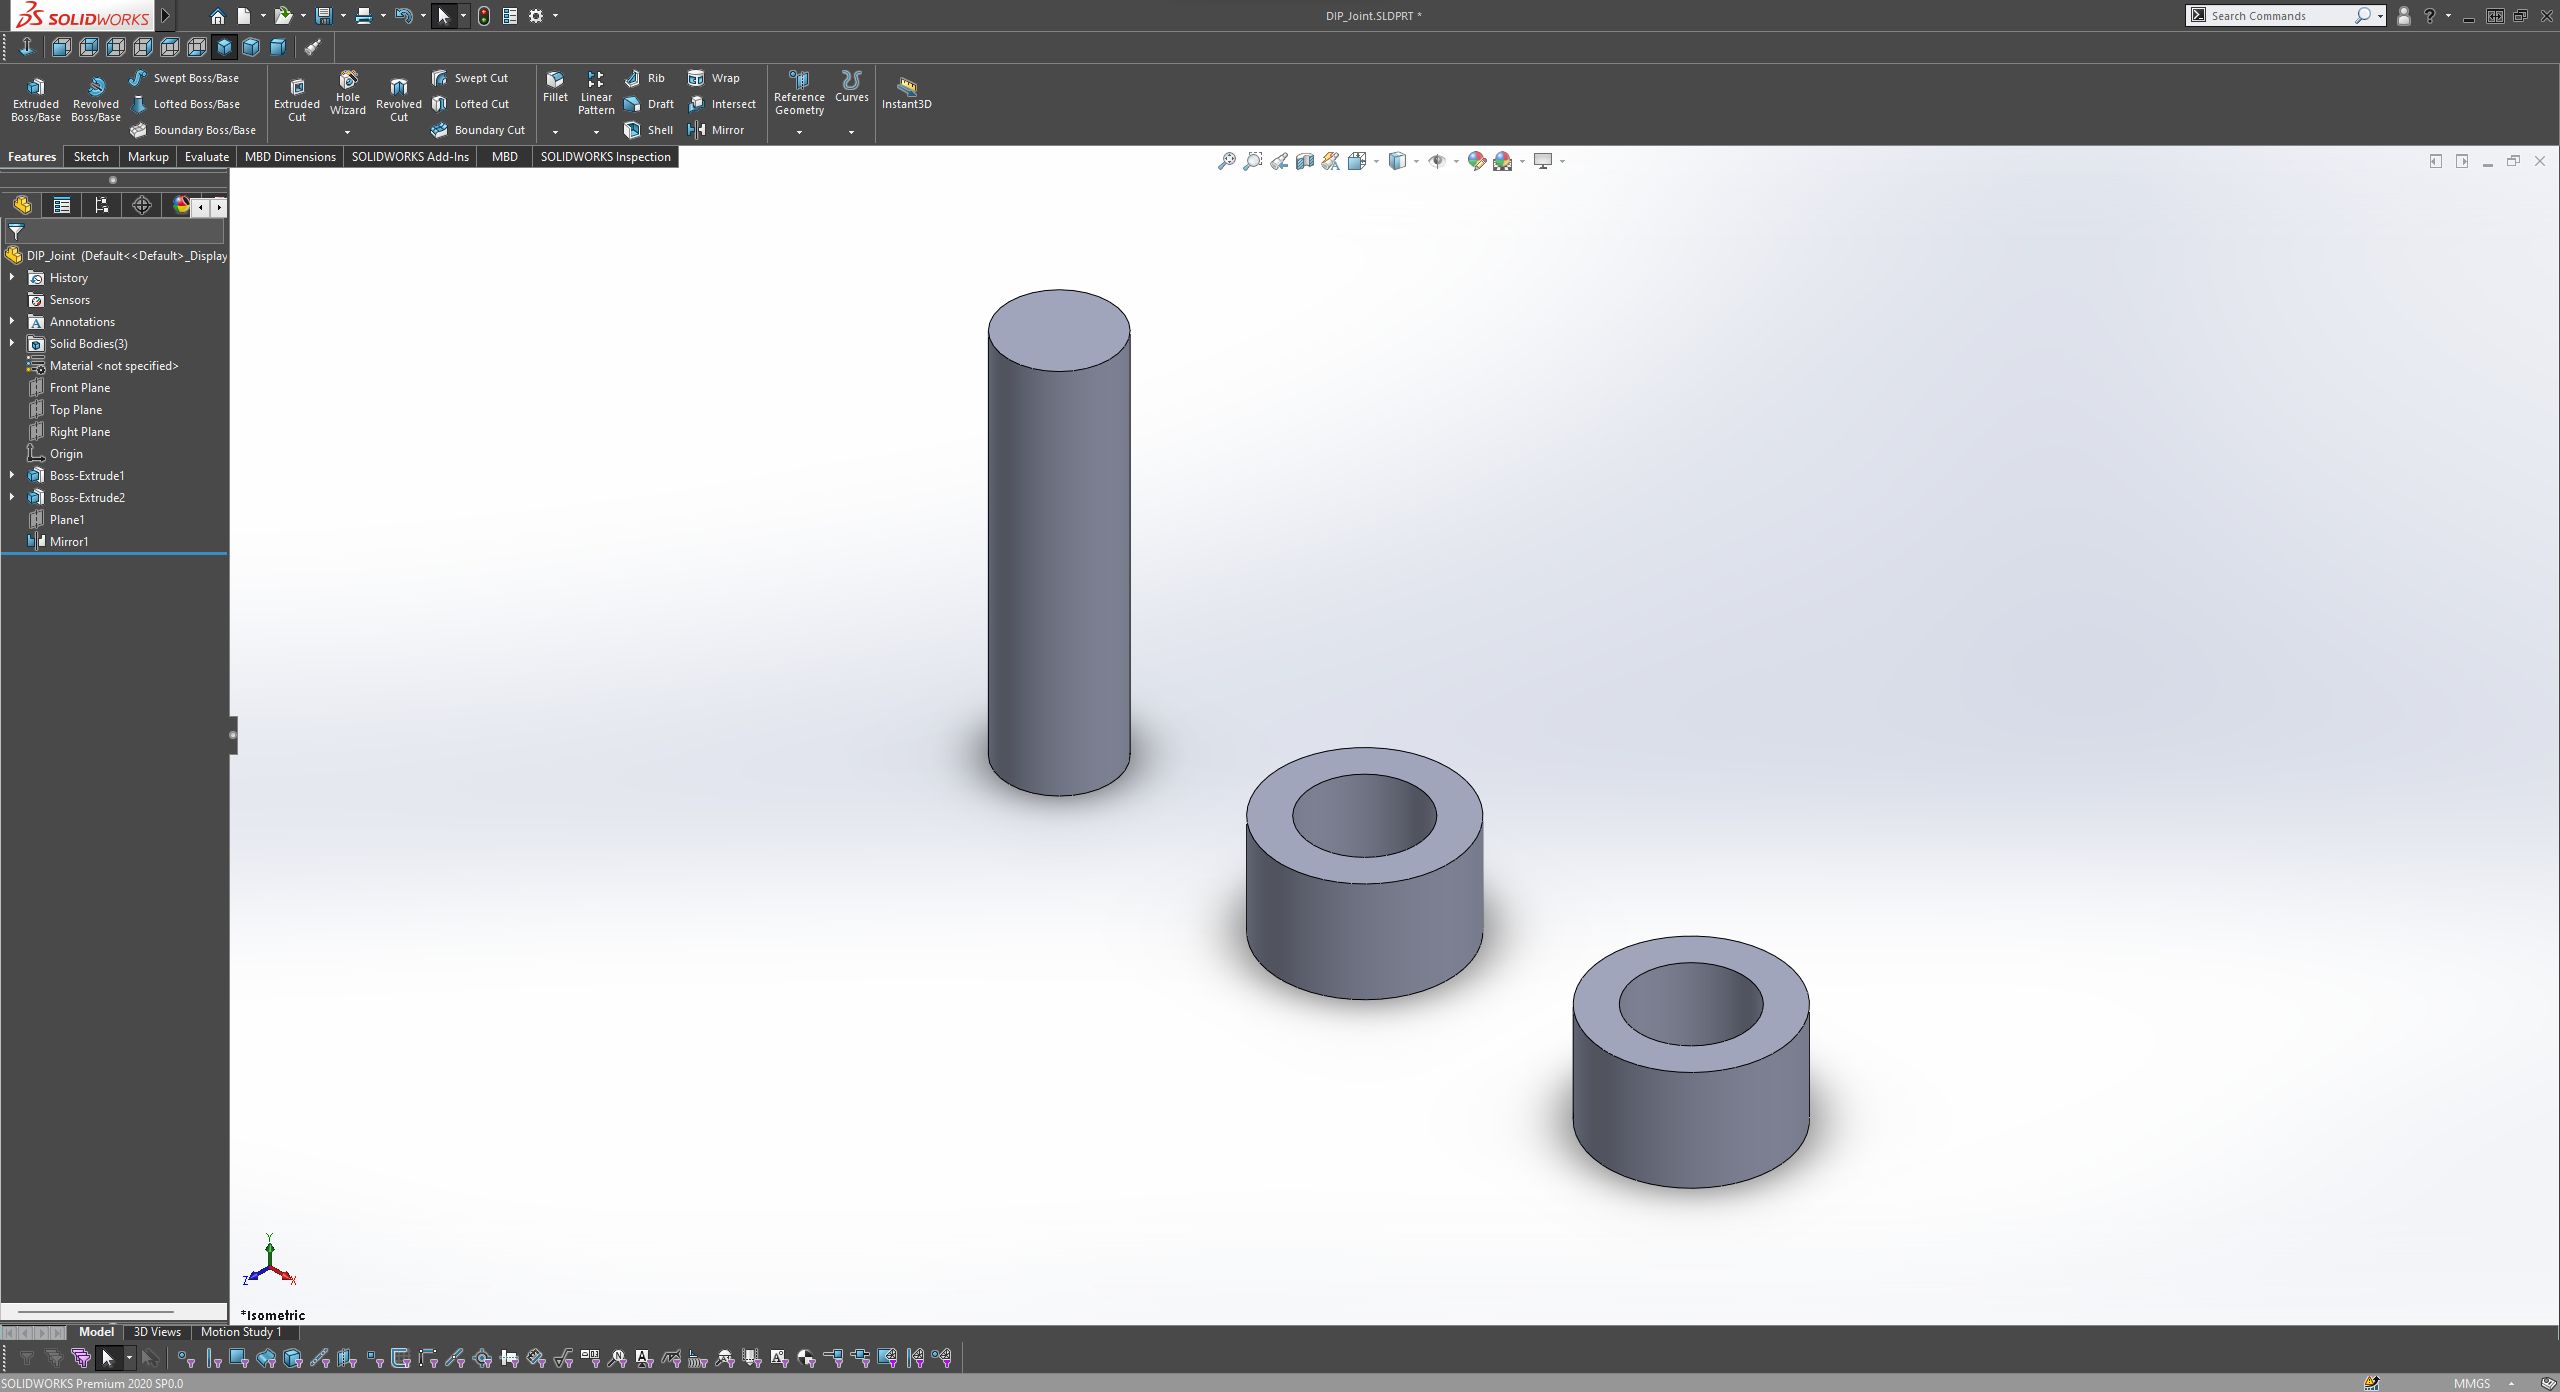 SOLIDWORKS
DIP_Joint.SLDPRT *
Search Commands
Extruded Boss/Base
Revolved Boss/Base
Swept Boss/Base
Lofted Boss/Base
Boundary Boss/Base
Extruded Cut
Hole Wizard
Revolved Cut
Swept Cut
Lofted Cut
Boundary Cut
Fillet
Linear Pattern
Rib
Draft
Shell
Wrap
Intersect
Mirror
Reference Geometry
Curves
Instant3D
Features Sketch Markup Evaluate MBD Dimensions SOLIDWORKS Add-Ins MBD SOLIDWORKS Inspection
DIP_Joint (Default<<Default>_Display
History
Sensors
Annotations
Solid Bodies(3)
Material <not specified>
Front Plane
Top Plane
Right Plane
Origin
Boss-Extrude1
Boss-Extrude2
Plane1
Mirror1
Y
Z X
*Isometric
Model 3D Views Motion Study 1
SOLIDWORKS Premium 2020 SP0.0
MMGS